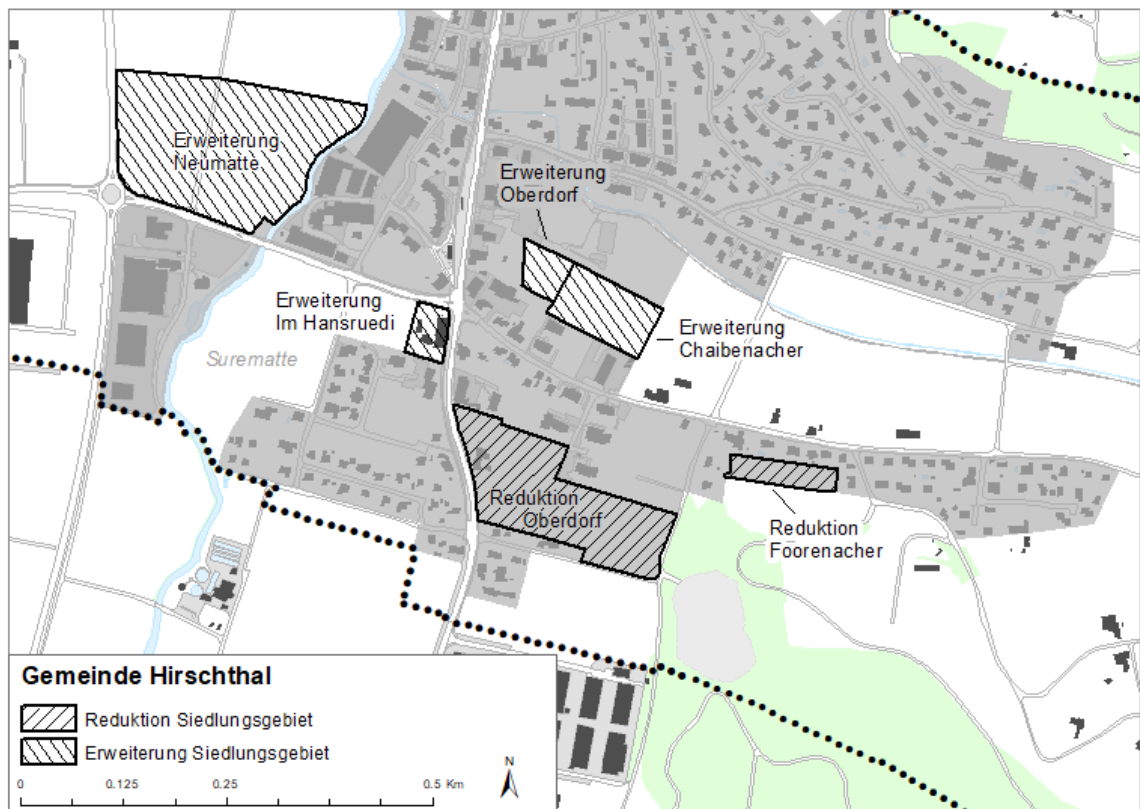 Erweiterung
Neumatte
Erweiterung
Oberdorf
Erweiterung
Im Hansruedi
Erweiterung
Chaibenacher
Surematte
Reduktion
Oberdorf
Reduktion
Foorenacher
Gemeinde Hirschthal
Reduktion Siedlungsgebiet
Erweiterung Siedlungsgebiet
0 0.125 0.25 0.5 Km
N